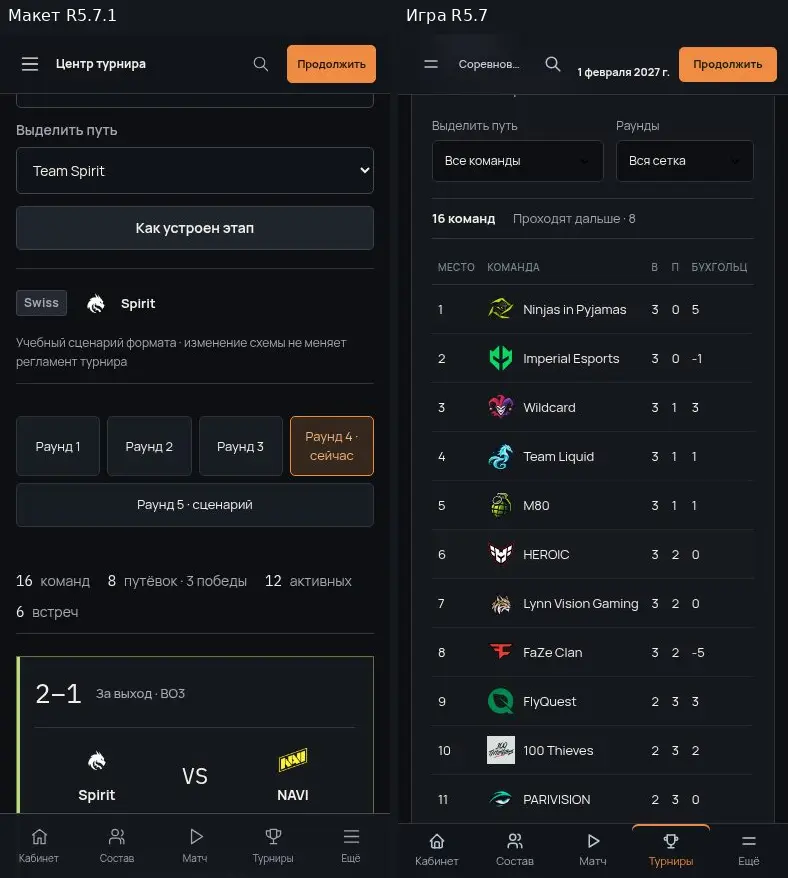 Макет R5.7.1
Центр турнира
Продолжить
Выделить путь
Team Spirit
Как устроен этап
Swiss
Spirit
Учебный сценарий формата · изменение схемы не меняет
регламент турнира
Раунд 1
Раунд 2
Раунд 3
Раунд 4 ·
сейчас
Раунд 5 · сценарий
16 команд 8 путёвок · 3 победы 12 активных
6 встреч
2–1 За выход · BO3
Spirit VS NAVI
Кабинет Состав Матч Турниры Ещё
Игра R5.7
Соревнов...
1 февраля 2027 г.
Продолжить
Выделить путь Раунды
Все команды Вся сетка
16 команд Проходят дальше · 8
МЕСТО КОМАНДА В П БУХГОЛЬЦ
1 Ninjas in Pyjamas 3 0 5
2 Imperial Esports 3 0 -1
3 Wildcard 3 1 3
4 Team Liquid 3 1 1
5 M80 3 1 1
6 HEROIC 3 2 0
7 Lynn Vision Gaming 3 2 0
8 FaZe Clan 3 2 -5
9 FlyQuest 2 3 3
10 100 Thieves 2 3 2
11 PARIVISION 2 3 0
Кабинет Состав Матч Турниры Ещё